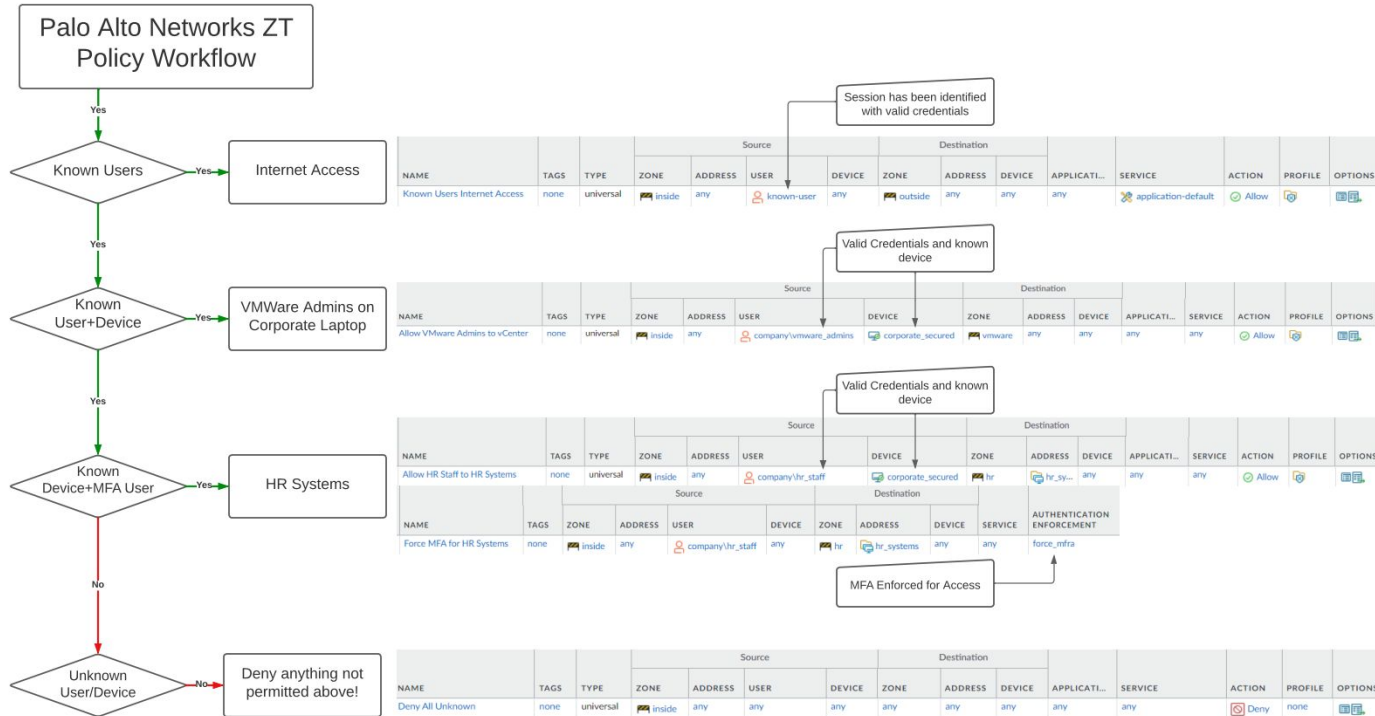 Palo Alto Networks ZT
Policy Workflow
Yes
Session has been identified
with valid credentials
Known Users
Yes
Internet Access
Source
Destination
NAME TAGS TYPE ZONE ADDRESS USER DEVICE ZONE ADDRESS DEVICE APPLICATI... SERVICE ACTION PROFILE OPTIONS
Known Users Internet Access none universal inside any known-user any outside any any any application-default Allow
Yes
Valid Credentials and known
device
Known
User+Device
Yes
VMWare Admins on
Corporate Laptop
Source
Destination
NAME TAGS TYPE ZONE ADDRESS USER DEVICE ZONE ADDRESS DEVICE APPLICATI... SERVICE ACTION PROFILE OPTIONS
Allow VMware Admins to vCenter none universal inside any company\vmware_admins corporate_secured vmware any any any any Allow
Yes
Valid Credentials and known
device
Known
Device+MFA User
Yes
HR Systems
Source
Destination
NAME TAGS TYPE ZONE ADDRESS USER DEVICE ZONE ADDRESS DEVICE APPLICATI... SERVICE ACTION PROFILE OPTIONS
Allow HR Staff to HR Systems none universal inside any company\hr_staff corporate_secured hr hr_sy... any any any Allow
Source
Destination
NAME TAGS ZONE ADDRESS USER DEVICE ZONE ADDRESS DEVICE SERVICE AUTHENTICATION
ENFORCEMENT
Force MFA for HR Systems none inside any company\hr_staff any hr hr_systems any any force_mfra
MFA Enforced for Access
No
Unknown
User/Device
No
Deny anything not
permitted above!
Source
Destination
NAME TAGS TYPE ZONE ADDRESS USER DEVICE ZONE ADDRESS DEVICE APPLICATI... SERVICE ACTION PROFILE OPTIONS
Deny All Unknown none universal inside any any any any any any any any Deny none